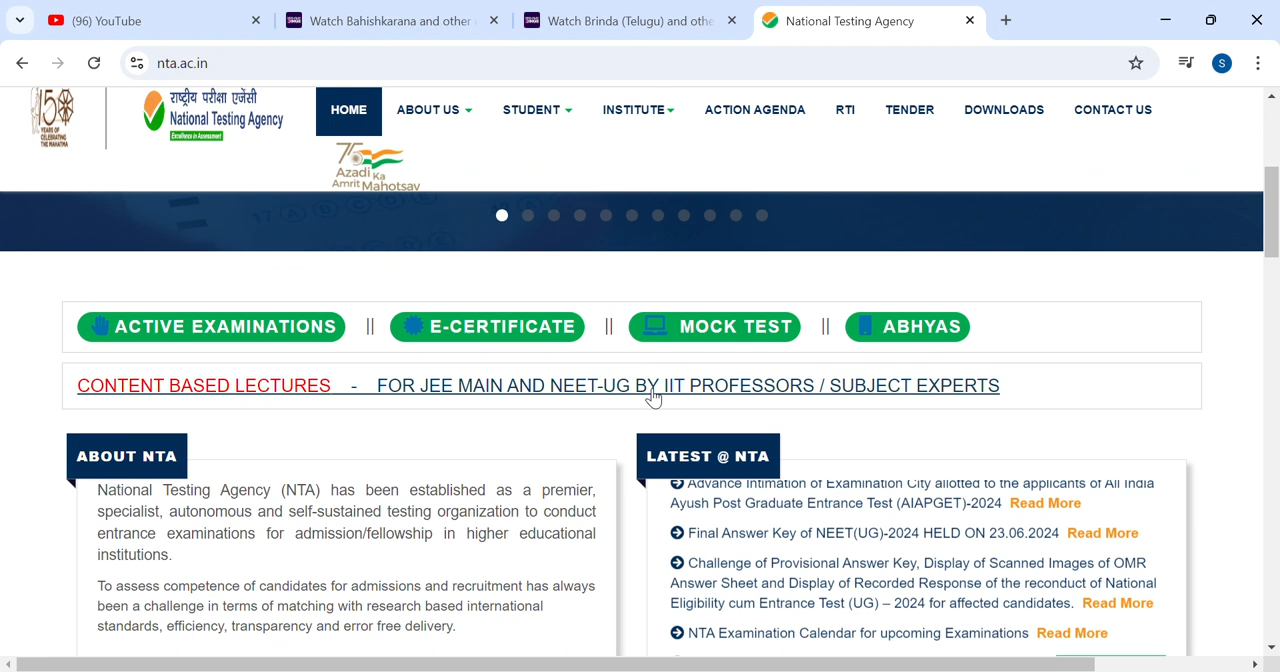 (96) YouTube
Watch Bahishkarana and other
Watch Brinda (Telugu) and othe
National Testing Agency
nta.ac.in
S
150
YEARS OF
CELEBRATING
THE MAHATMA
राष्ट्रीय परीक्षा एजेंसी
National Testing Agency
Excellence in Assessment
HOME
ABOUT US
STUDENT
INSTITUTE
ACTION AGENDA
RTI
TENDER
DOWNLOADS
CONTACT US
75
Azadi Ka
Amrit Mahotsav
ACTIVE EXAMINATIONS || E-CERTIFICATE || MOCK TEST || ABHYAS
CONTENT BASED LECTURES - FOR JEE MAIN AND NEET-UG BY IIT PROFESSORS / SUBJECT EXPERTS
ABOUT NTA
National Testing Agency (NTA) has been established as a premier,
specialist, autonomous and self-sustained testing organization to conduct
entrance examinations for admission/fellowship in higher educational
institutions.
To assess competence of candidates for admissions and recruitment has always
been a challenge in terms of matching with research based international
standards, efficiency, transparency and error free delivery.
LATEST @ NTA
Advance Intimation of Examination City allotted to the applicants of All India
Ayush Post Graduate Entrance Test (AIAPGET)-2024 Read More
Final Answer Key of NEET(UG)-2024 HELD ON 23.06.2024 Read More
Challenge of Provisional Answer Key, Display of Scanned Images of OMR
Answer Sheet and Display of Recorded Response of the reconduct of National
Eligibility cum Entrance Test (UG) – 2024 for affected candidates. Read More
NTA Examination Calendar for upcoming Examinations Read More